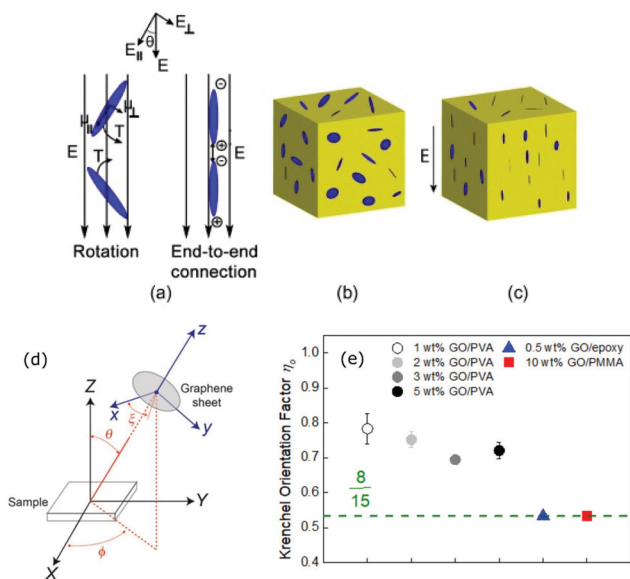 E∥ θ E⊥
E
μ∥ μ⊥
T
E T E
⊖
⊕
⊖
⊕
E
Rotation End-to-end
connection
(a) (b) (c)
(d)
z
Graphene
sheet
Z
x ξ y
θ
Sample
Y
ϕ
X
(e)
1 wt% GO/PVA 0.5 wt% GO/epoxy
2 wt% GO/PVA 10 wt% GO/PMMA
3 wt% GO/PVA
5 wt% GO/PVA
Krenchel Orientation Factor ηₒ
1.0
0.9
0.8
0.7
0.6
0.5
0.4
8
15